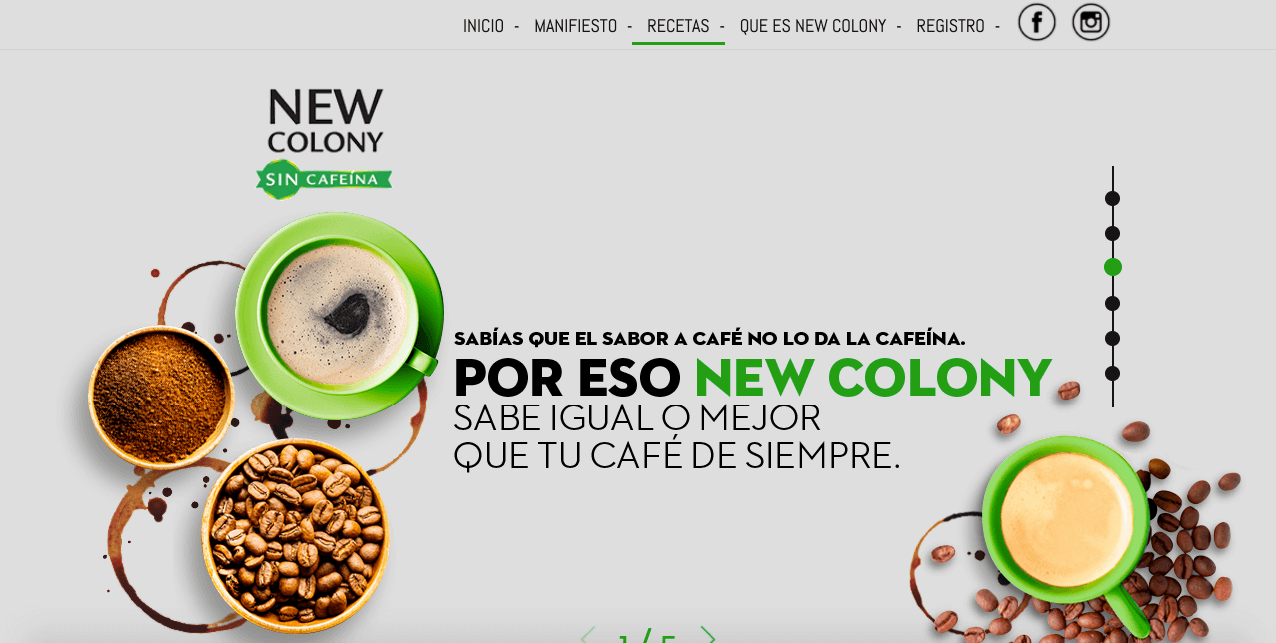 INICIO - MANIFIESTO - RECETAS - QUE ES NEW COLONY - REGISTRO -
NEW
COLONY
SIN CAFEÍNA
SABÍAS QUE EL SABOR A CAFÉ NO LO DA LA CAFEÍNA.
POR ESO NEW COLONY
SABE IGUAL O MEJOR
QUE TU CAFÉ DE SIEMPRE.
1 / 5